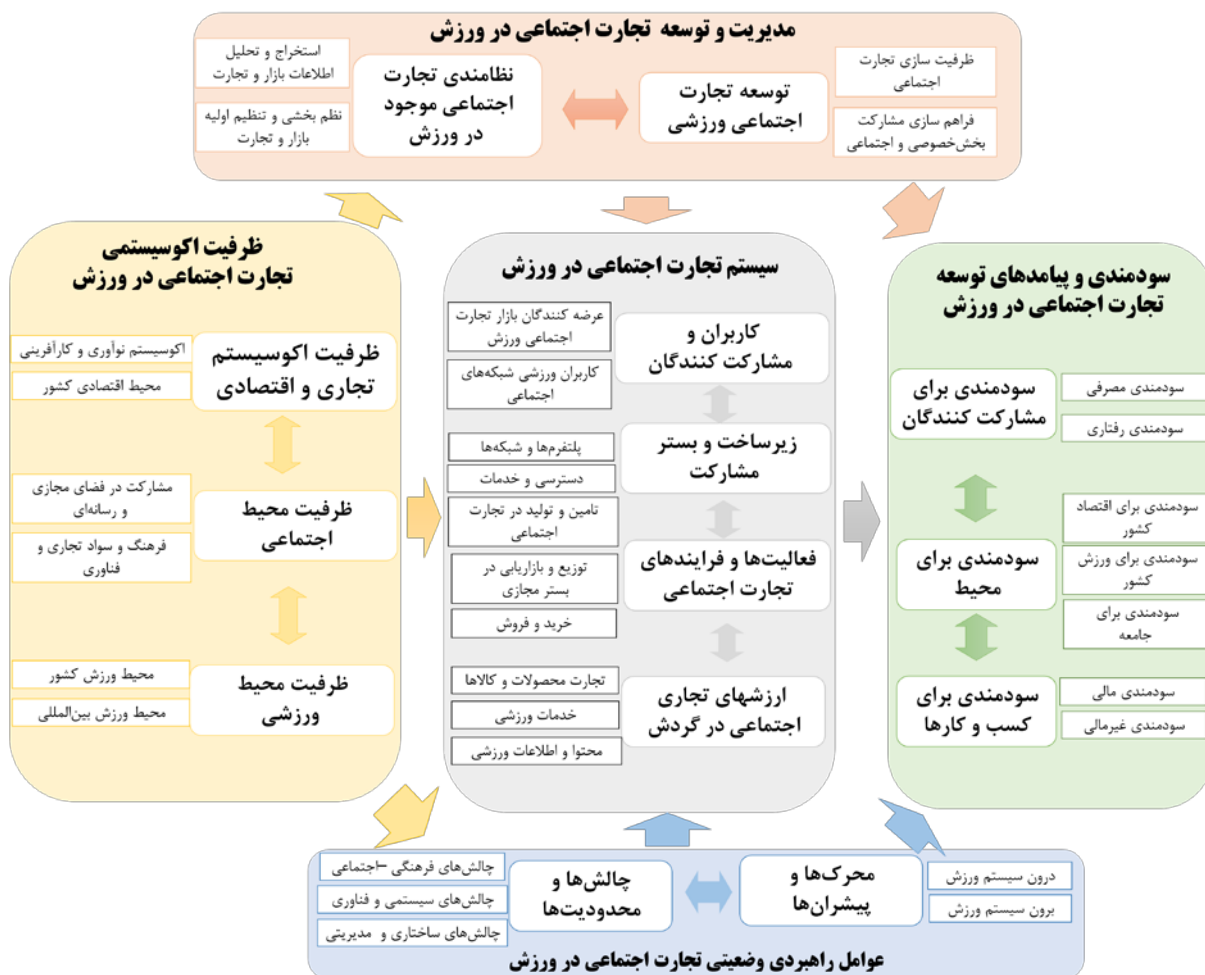 مدیریت و توسعه تجارت اجتماعی در ورزش
ظرفیت سازی تجارت
اجتماعی
فراهم سازی مشارکت
بخش‌خصوصی و اجتماعی
توسعه تجارت
اجتماعی ورزشی
نظامندی تجارت
اجتماعی موجود
در ورزش
استخراج و تحلیل
اطلاعات بازار و تجارت
نظم بخشی و تنظیم اولیه
بازار و تجارت
سودمندی و پیامدهای توسعه
تجارت اجتماعی در ورزش
سودمندی مصرفی
سودمندی رفتاری
سودمندی برای
مشارکت کنندگان
سودمندی برای اقتصاد
کشور
سودمندی برای ورزش
کشور
سودمندی برای
جامعه
سودمندی برای
محیط
سودمندی مالی
سودمندی غیرمالی
سودمندی برای
کسب و کارها
سیستم تجارت اجتماعی در ورزش
کاربران و
مشارکت کنندگان
عرضه کنندگان بازار تجارت
اجتماعی ورزش
کاربران ورزشی شبکه‌های
اجتماعی
زیرساخت و بستر
مشارکت
پلتفرم‌ها و شبکه‌ها
دسترسی و خدمات
فعالیت‌ها و فرایندهای
تجارت اجتماعی
تامین و تولید در تجارت
اجتماعی
توزیع و بازاریابی در
بستر مجازی
خرید و فروش
ارزشهای تجاری
اجتماعی در گردش
تجارت محصولات و کالاها
خدمات ورزشی
محتوا و اطلاعات ورزشی
ظرفیت اکوسیستمی
تجارت اجتماعی در ورزش
ظرفیت اکوسیستم
تجاری و اقتصادی
اکوسیستم نوآوری و کارآفرینی
محیط اقتصادی کشور
ظرفیت محیط
اجتماعی
مشارکت در فضای مجازی
و رسانه‌ای
فرهنگ و سواد تجاری و
فناوری
ظرفیت محیط
ورزشی
محیط ورزش کشور
محیط ورزش بین‌المللی
درون سیستم ورزش
برون سیستم ورزش
محرک‌ها و
پیشران‌ها
چالش‌ها و
محدودیت‌ها
چالش‌های فرهنگی –اجتماعی
چالش‌های سیستمی و فناوری
چالش‌های ساختاری و مدیریتی
عوامل راهبردی وضعیتی تجارت اجتماعی در ورزش